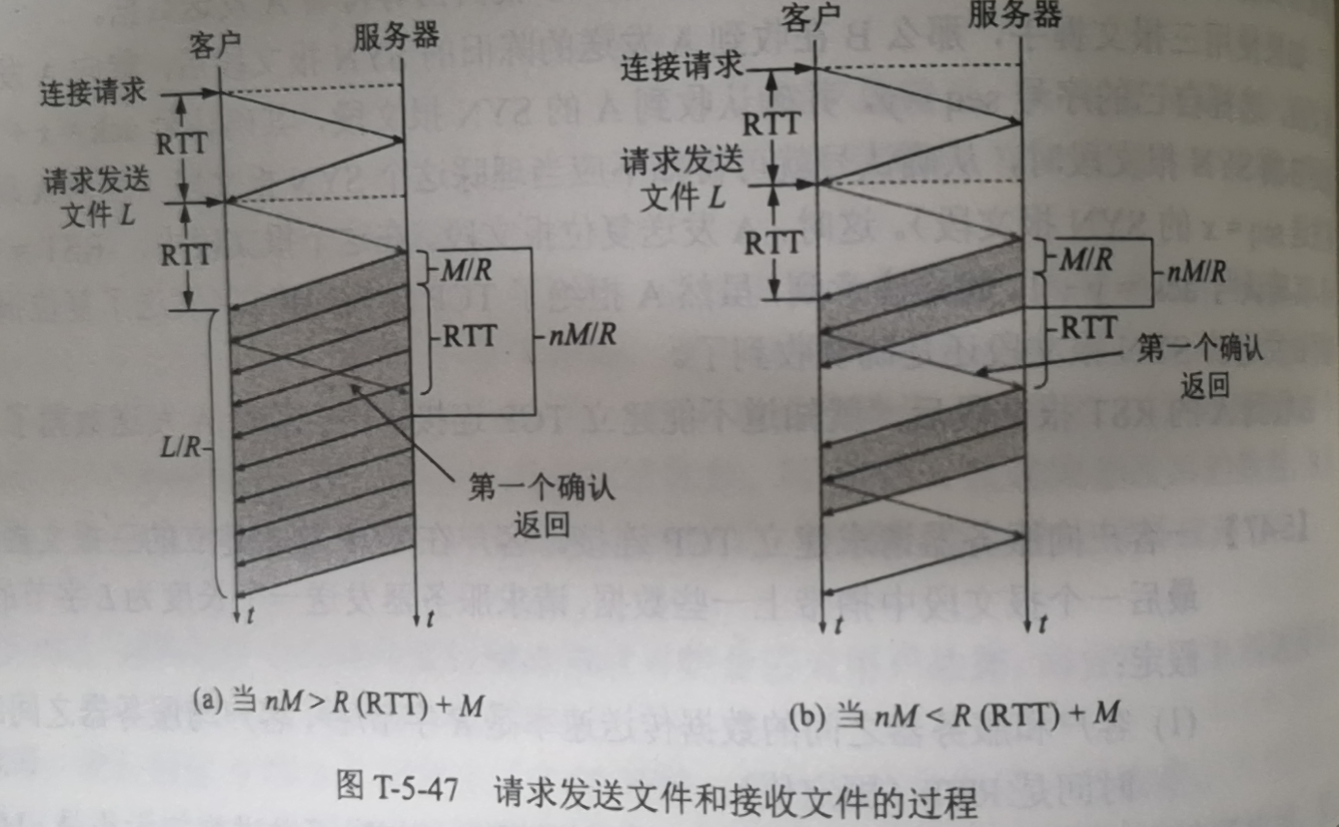 客户
服务器
连接请求
RTT
请求发送
文件 L
RTT
M/R
RTT
nM/R
L/R
第一个确认
返回
t
t
(a) 当 nM > R (RTT) + M
客户
服务器
连接请求
RTT
请求发送
文件 L
RTT
M/R
nM/R
RTT
第一个确认
返回
t
t
(b) 当 nM < R (RTT) + M
图 T-5-47 请求发送文件和接收文件的过程